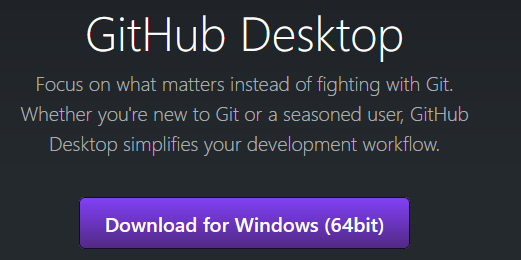 GitHub Desktop
Focus on what matters instead of fighting with Git.
Whether you're new to Git or a seasoned user, GitHub
Desktop simplifies your development workflow.
Download for Windows (64bit)